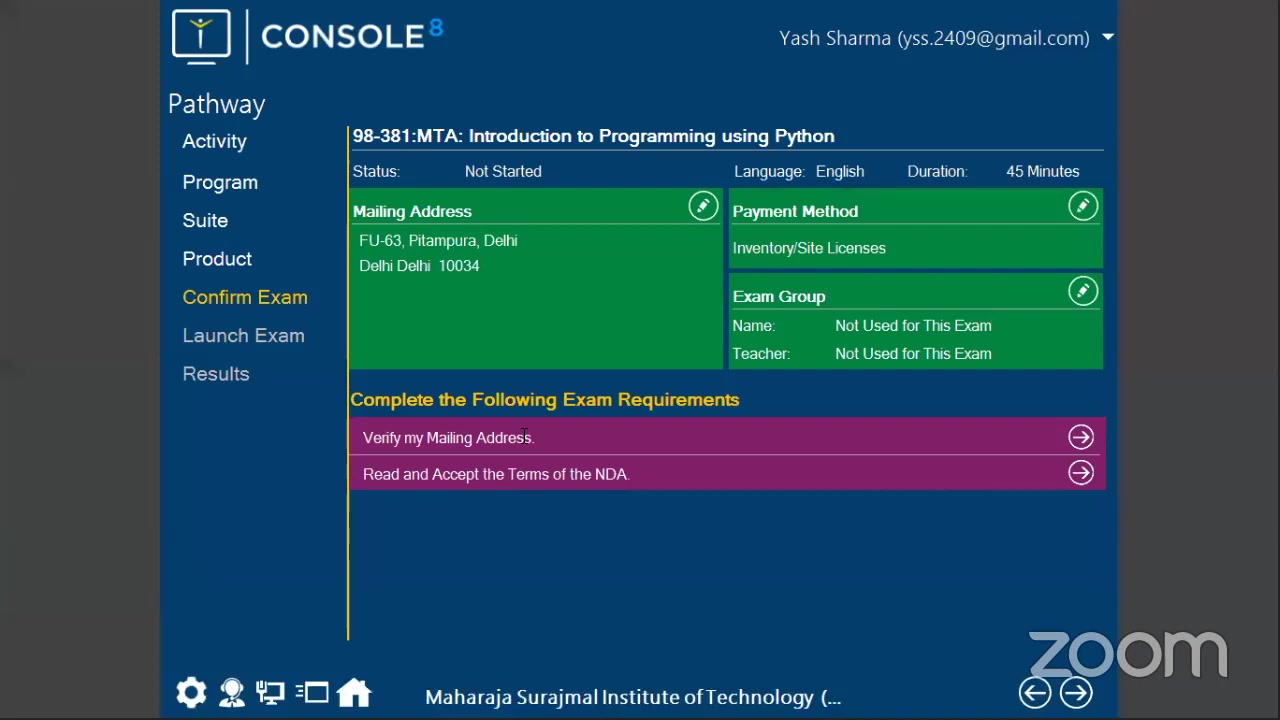 CONSOLE 8
Yash Sharma (yss.2409@gmail.com)
Pathway
Activity
Program
Suite
Product
Confirm Exam
Launch Exam
Results
98-381:MTA: Introduction to Programming using Python
Status: Not Started Language: English Duration: 45 Minutes
Mailing Address
FU-63, Pitampura, Delhi
Delhi Delhi 10034
Payment Method
Inventory/Site Licenses
Exam Group
Name: Not Used for This Exam
Teacher: Not Used for This Exam
Complete the Following Exam Requirements
Verify my Mailing Address.
Read and Accept the Terms of the NDA.
Maharaja Surajmal Institute of Technology (...
zoom